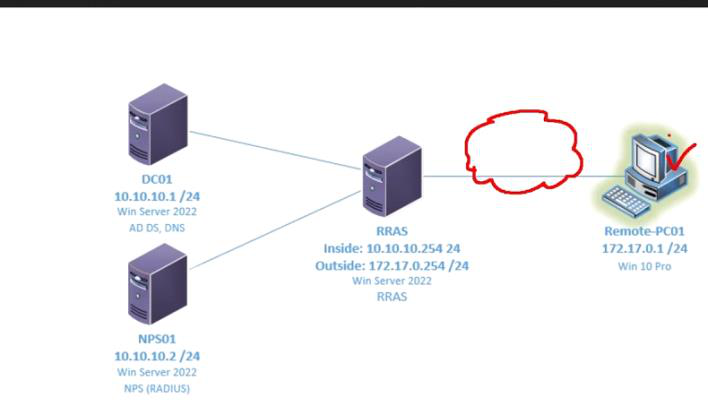 DC01
10.10.10.1 /24
Win Server 2022
AD DS, DNS
RRAS
Inside: 10.10.10.254 24
Outside: 172.17.0.254 /24
Win Server 2022
RRAS
Remote-PC01
172.17.0.1 /24
Win 10 Pro
NPS01
10.10.10.2 /24
Win Server 2022
NPS (RADIUS)